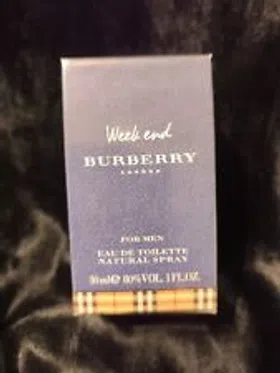 Week end
BURBERRY
LONDON
FOR MEN
EAU DE TOILETTE
NATURAL SPRAY
30 ml ℮ 80% VOL. 1 FL.OZ.